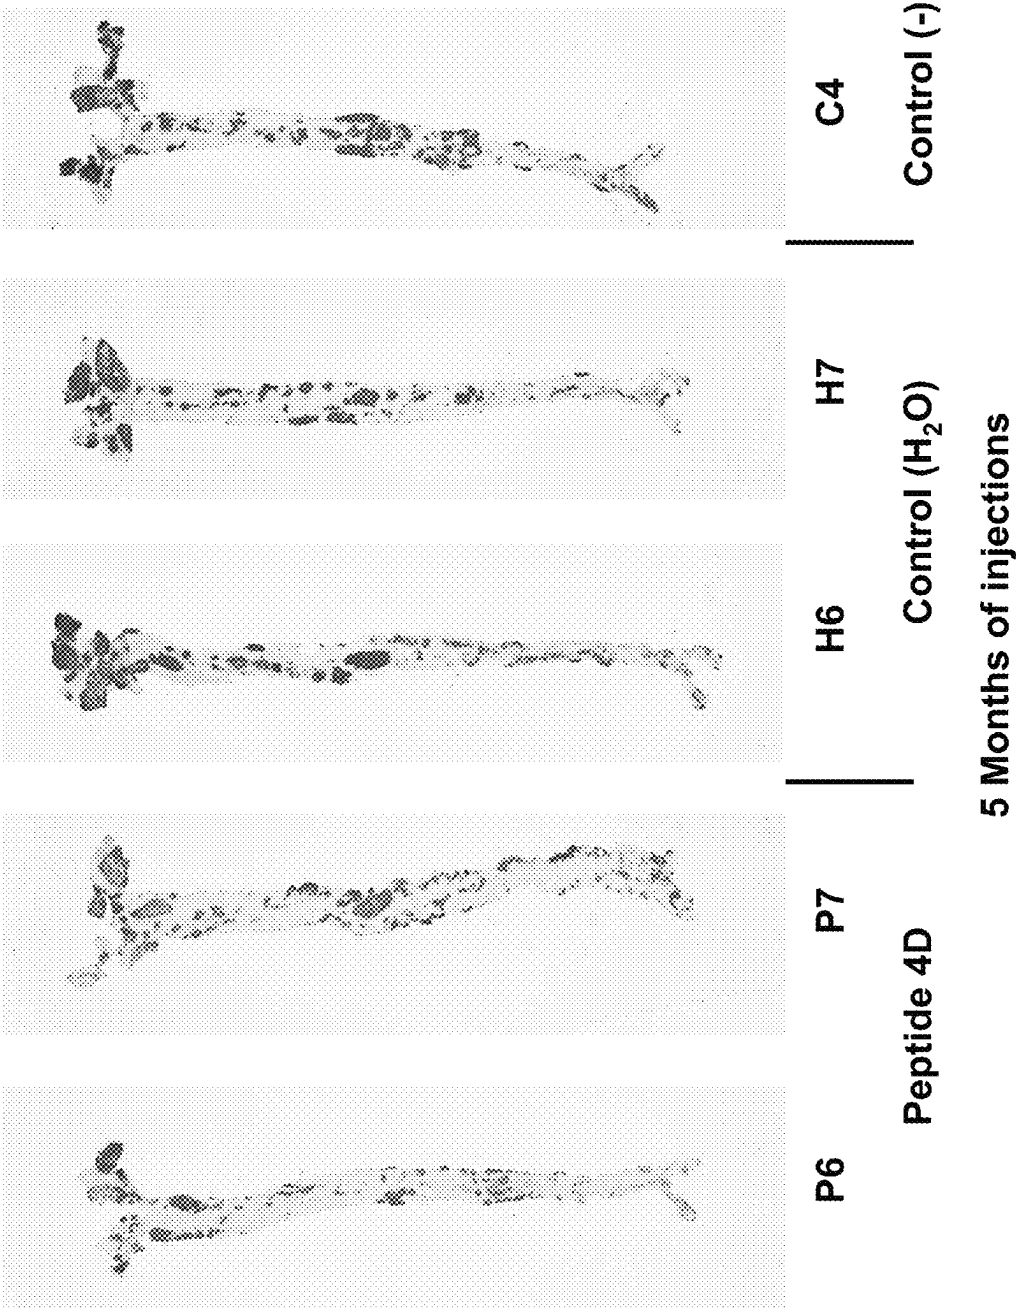 P6 P7 H6 H7 C4
Peptide 4D Control (H₂O) Control (-)
5 Months of injections